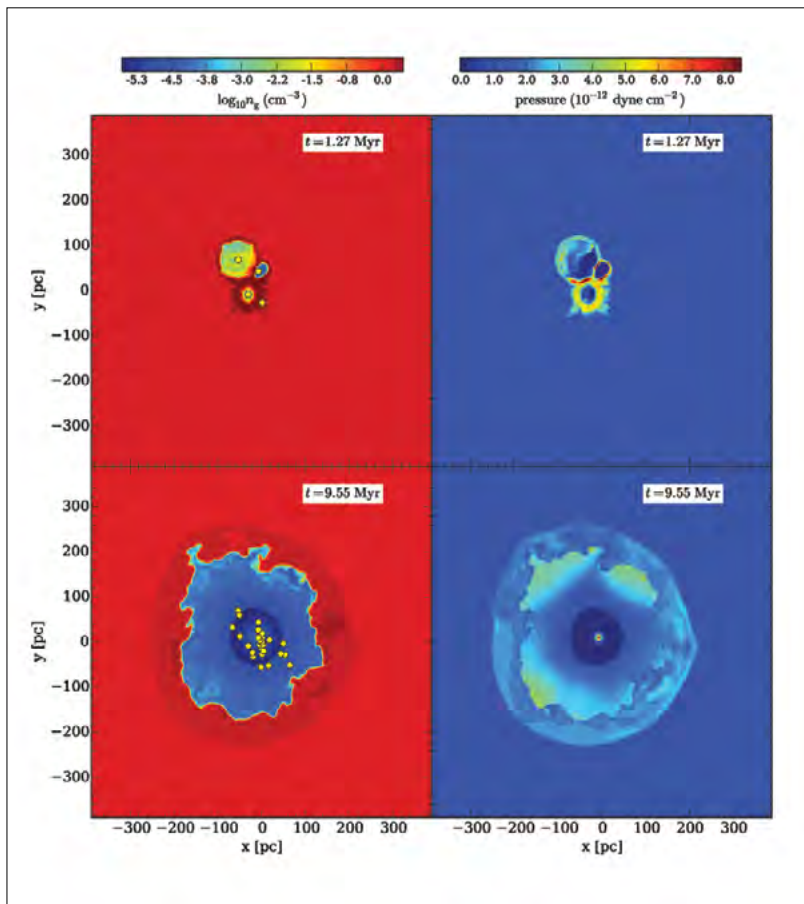 −5.3 −4.5 −3.8 −3.0 −2.2 −1.5 −0.8 0.0
log₁₀n_g (cm⁻³)
0.0 1.0 2.0 3.0 4.0 5.0 6.0 7.0 8.0
pressure (10⁻¹² dyne cm⁻²)
t=1.27 Myr
t=1.27 Myr
300
200
100
0
−100
−200
−300
y [pc]
t=9.55 Myr
t=9.55 Myr
300
200
100
0
−100
−200
−300
y [pc]
−300 −200 −100 0 100 200 300
x [pc]
−300 −200 −100 0 100 200 300
x [pc]